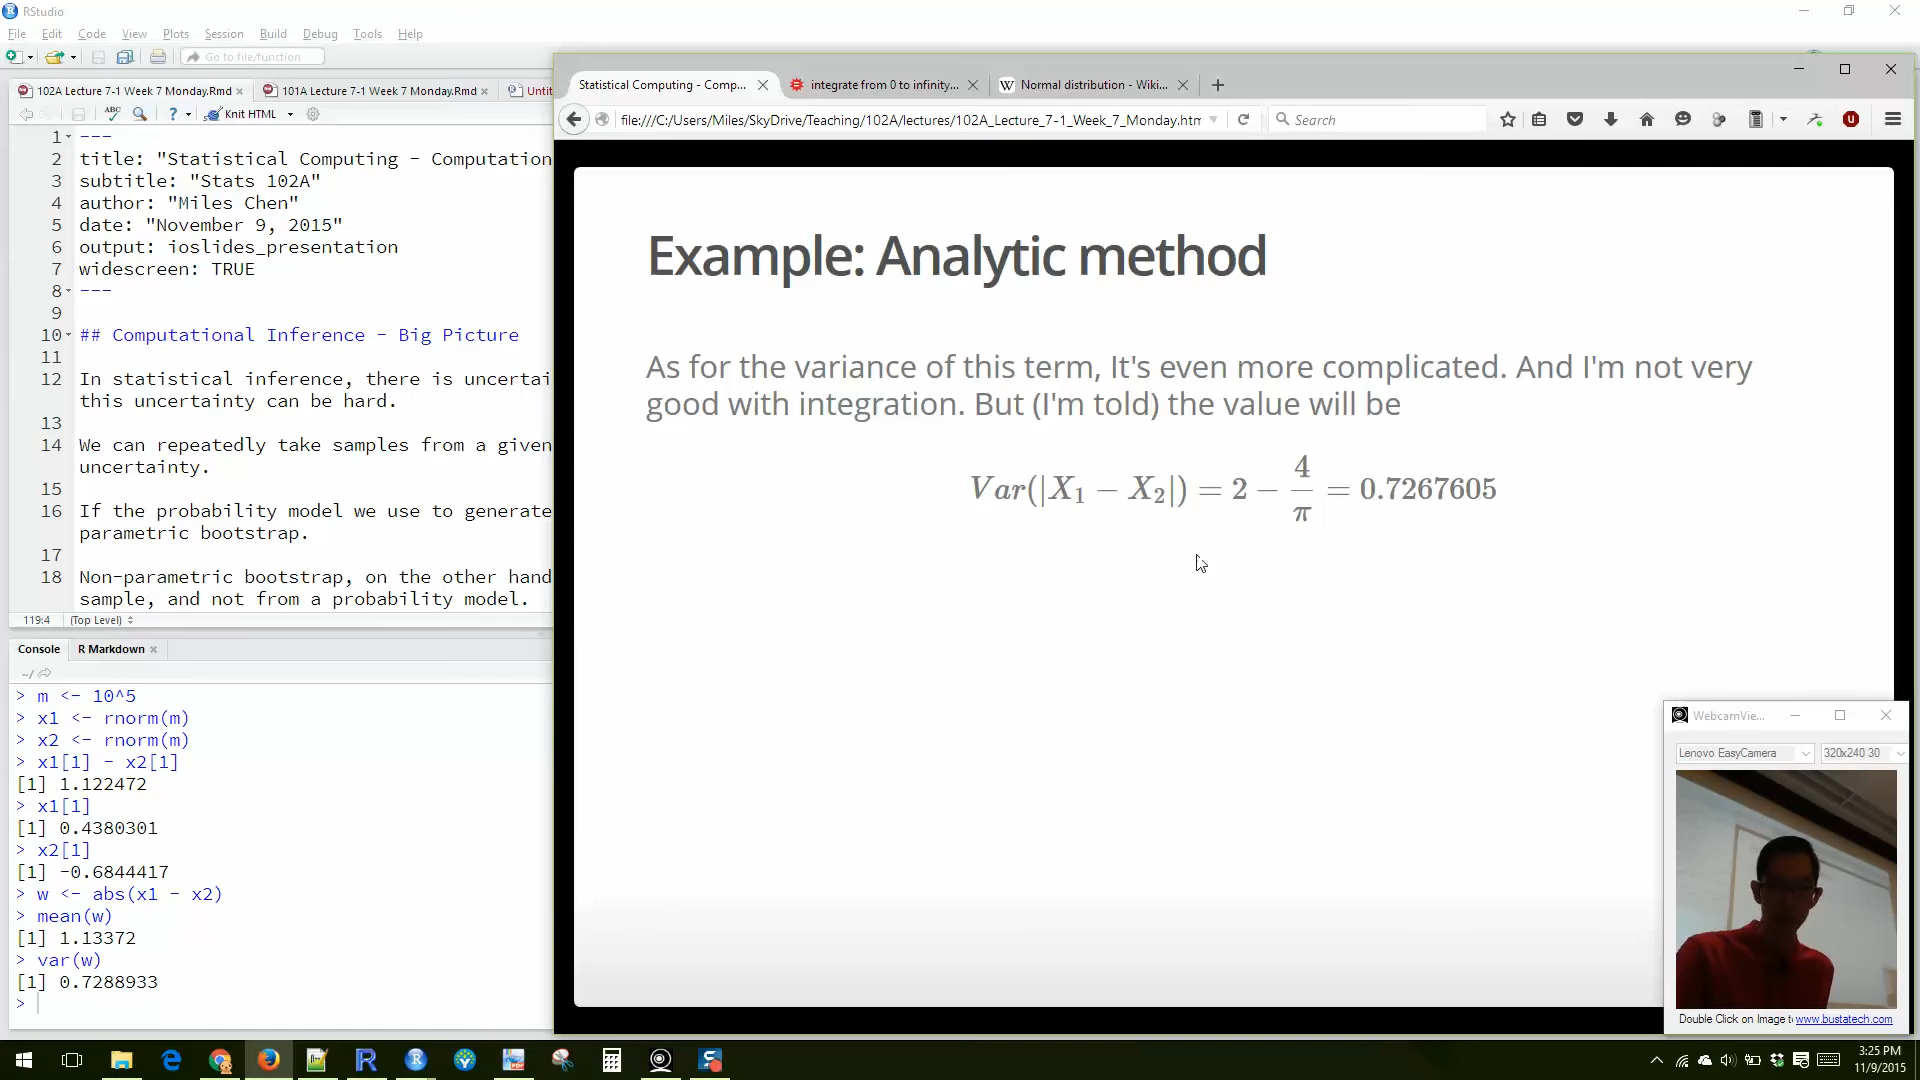 RStudio
File Edit Code View Plots Session Build Debug Tools Help
Go to file/function
102A Lecture 7-1 Week 7 Monday.Rmd
101A Lecture 7-1 Week 7 Monday.Rmd
Untit
ABC
Knit HTML
1 ---
2 title: "Statistical Computing - Computation
3 subtitle: "Stats 102A"
4 author: "Miles Chen"
5 date: "November 9, 2015"
6 output: ioslides_presentation
7 widescreen: TRUE
8 ---
9
10 ## Computational Inference - Big Picture
11
12 In statistical inference, there is uncertai
this uncertainty can be hard.
13
14 We can repeatedly take samples from a given
uncertainty.
15
16 If the probability model we use to generate
parametric bootstrap.
17
18 Non-parametric bootstrap, on the other hand
sample, and not from a probability model.
119:4 (Top Level)
Console R Markdown
~/
> m <- 10^5
> x1 <- rnorm(m)
> x2 <- rnorm(m)
> x1[1] - x2[1]
[1] 1.122472
> x1[1]
[1] 0.4380301
> x2[1]
[1] -0.6844417
> w <- abs(x1 - x2)
> mean(w)
[1] 1.13372
> var(w)
[1] 0.7288933
>
Statistical Computing - Comp...
integrate from 0 to infinity...
W Normal distribution - Wiki...
file:///C:/Users/Miles/SkyDrive/Teaching/102A/lectures/102A_Lecture_7-1_Week_7_Monday.htm
Search
Example: Analytic method
As for the variance of this term, It's even more complicated. And I'm not very
good with integration. But (I'm told) the value will be
Var(|X₁ − X₂|) = 2 − 4/π = 0.7267605
WebcamVie...
Lenovo EasyCamera
320x240 30
Double Click on Image t www.bustatech.com
3:25 PM
11/9/2015